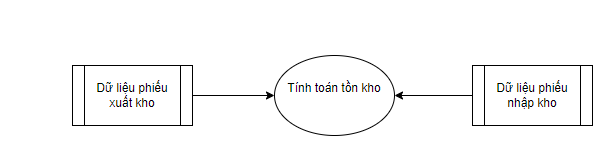 Dữ liệu phiếu
xuất kho
Tính toán tồn kho
Dữ liệu phiếu
nhập kho